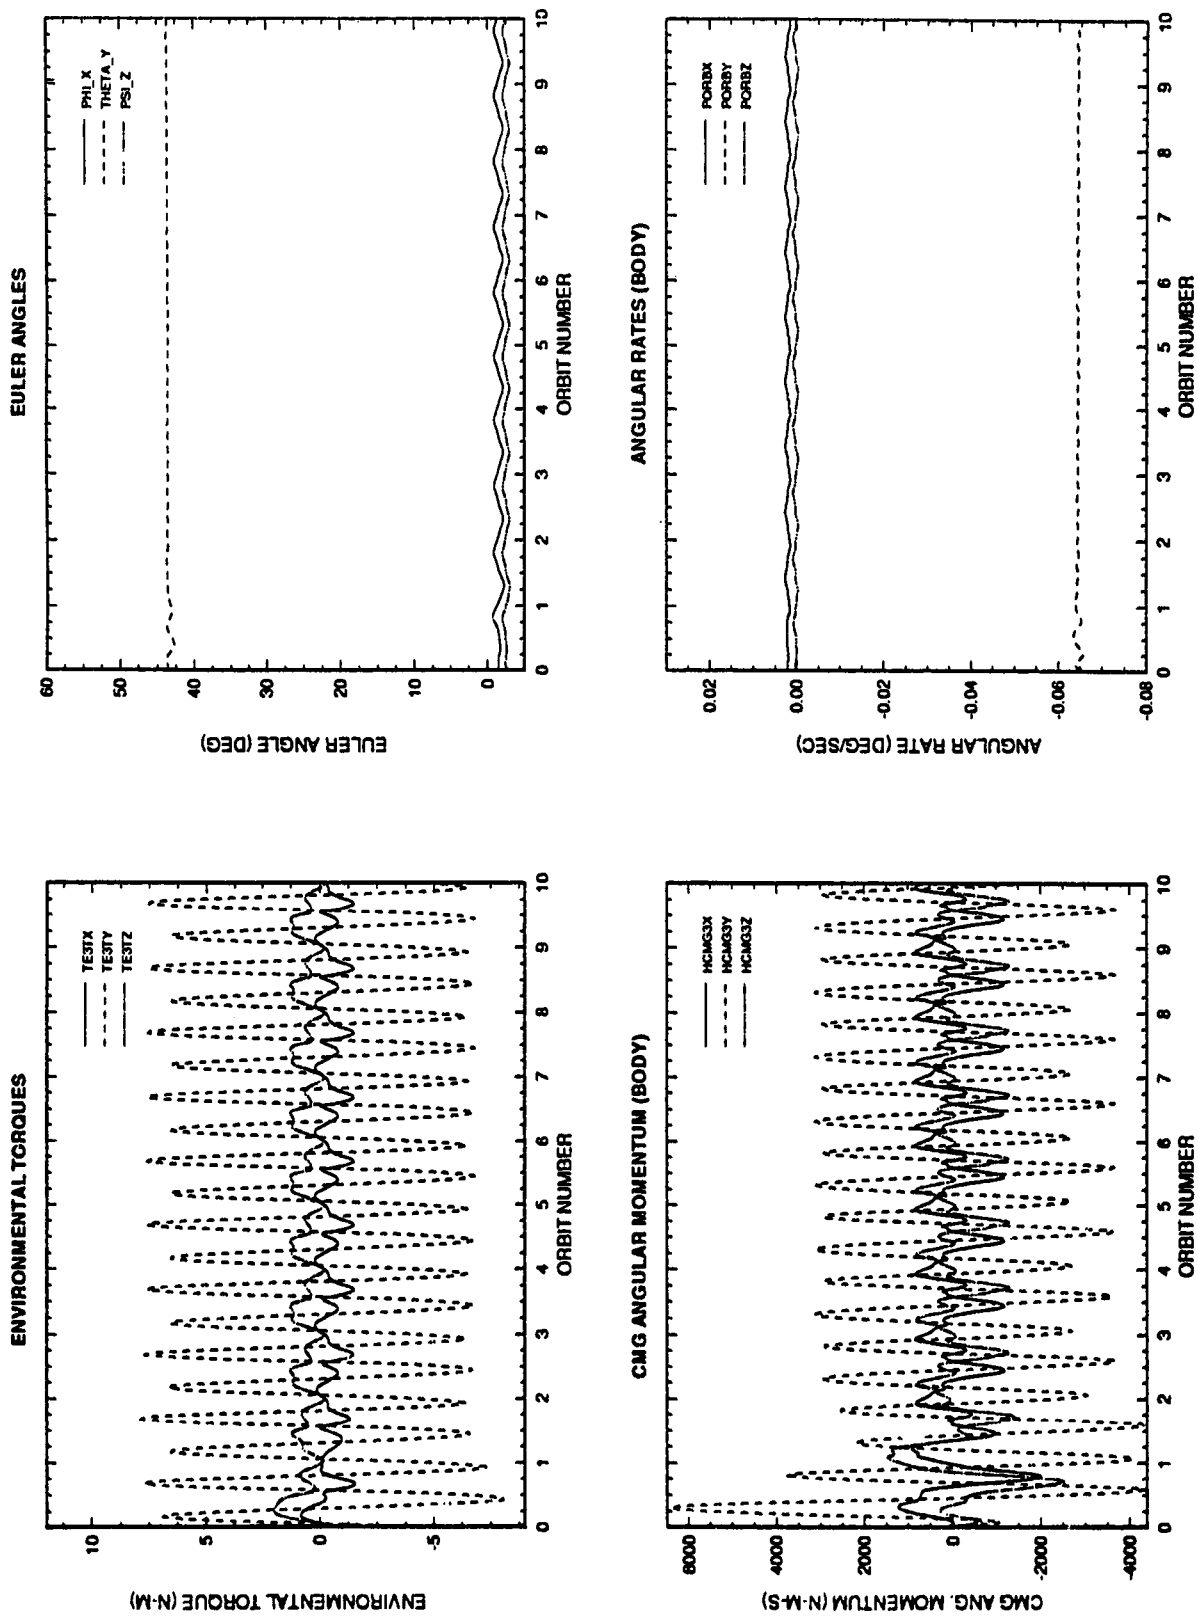 ENVIRONMENTAL TORQUES
ENVIRONMENTAL TORQUE (N-M)
10
5
0
-5
TE3TX
TE3TY
TE3TZ
0 1 2 3 4 5 6 7 8 9 10
ORBIT NUMBER
EULER ANGLES
EULER ANGLE (DEG)
60
50
40
30
20
10
0
PHI_X
THETA_Y
PSI_Z
0 1 2 3 4 5 6 7 8 9 10
ORBIT NUMBER
CMG ANGULAR MOMENTUM (BODY)
CMG ANG. MOMENTUM (N-M-S)
8000
4000
2000
0
-2000
-4000
HCMG3X
HCMG3Y
HCMG3Z
0 1 2 3 4 5 6 7 8 9 10
ORBIT NUMBER
ANGULAR RATES (BODY)
ANGULAR RATE (DEG/SEC)
0.02
0.00
-0.02
-0.04
-0.06
-0.08
PORBX
PORBY
PORBZ
0 1 2 3 4 5 6 7 8 9 10
ORBIT NUMBER